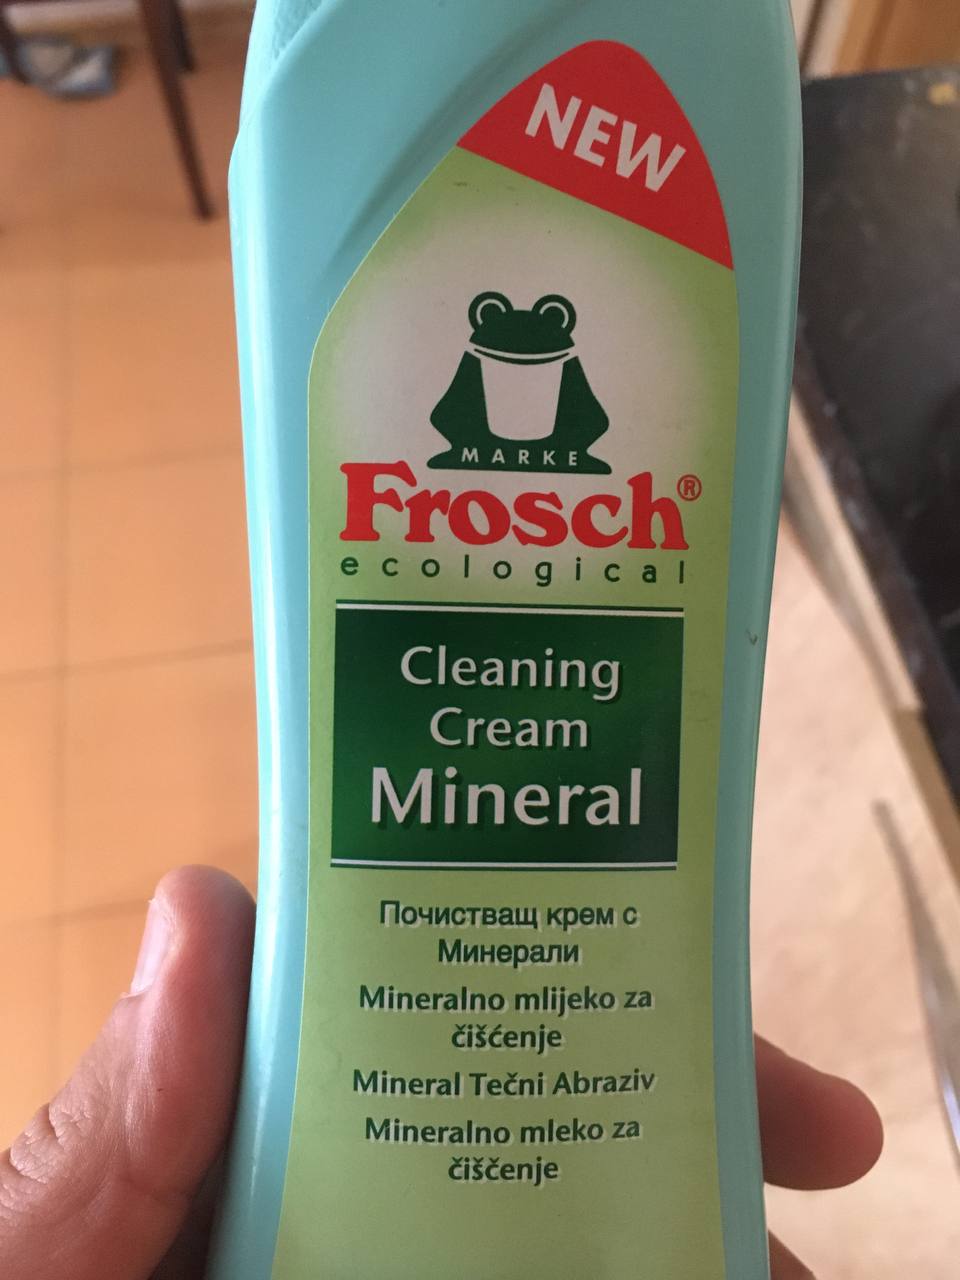 NEW
MARKE
Frosch®
ecological
Cleaning
Cream
Mineral
Почистващ крем с
Минерали
Mineralno mlijeko za
čišćenje
Mineral Tečni Abraziv
Mineralno mleko za
čiščenje